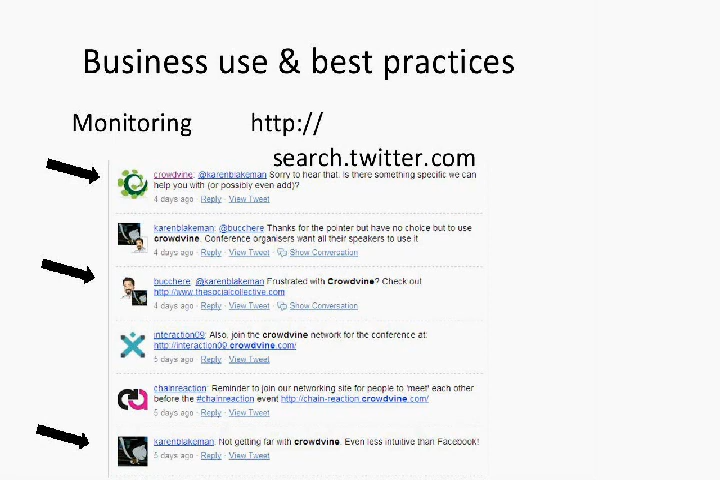 Business use & best practices
Monitoring http://
search.twitter.com
crowdvine: @karenblakeman Sorry to hear that. Is there something specific we can
help you with (or possibly even add)?
4 days ago · Reply · View Tweet
karenblakeman: @bucchere Thanks for the pointer but have no choice but to use
crowdvine. Conference organisers want all their speakers to use it
4 days ago · Reply · View Tweet · Show Conversation
bucchere: @karenblakeman Frustrated with Crowdvine? Check out
http://www.thesocialcollective.com
4 days ago · Reply · View Tweet · Show Conversation
interaction09: Also, join the crowdvine network for the conference at:
http://interaction09.crowdvine.com/
5 days ago · Reply · View Tweet
chainreaction: Reminder to join our networking site for people to 'meet' each other
before the #chainreaction event http://chain-reaction.crowdvine.com/
5 days ago · Reply · View Tweet
karenblakeman: Not getting far with crowdvine. Even less intuitive than Facebook!
5 days ago · Reply · View Tweet